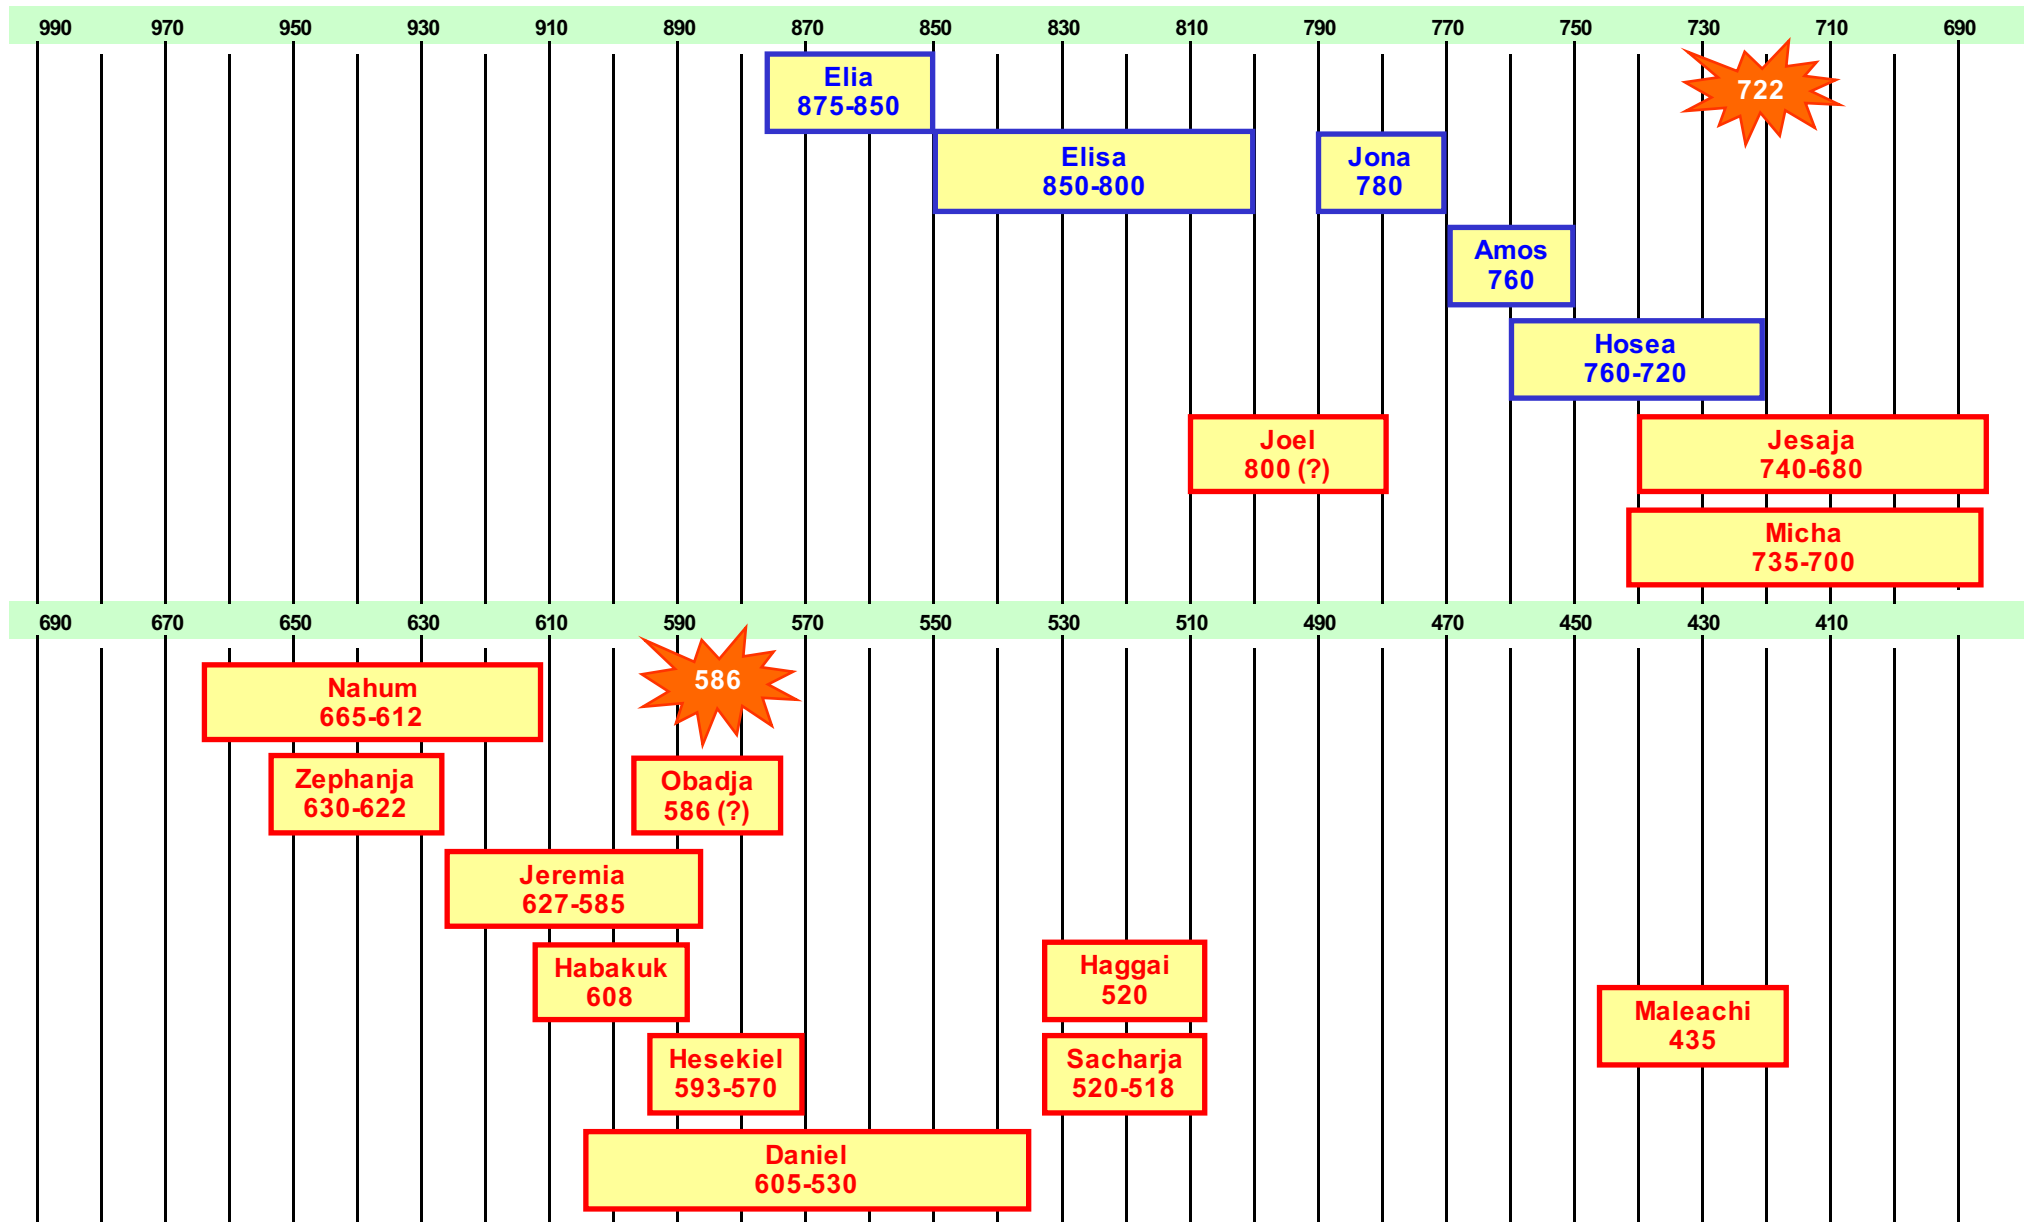 990 970 950 930 910 890 870 850 830 810 790 770 750 730 710 690
Elia
875-850
722
Elisa
850-800
Jona
780
Amos
760
Hosea
760-720
Joel
800 (?)
Jesaja
740-680
Micha
735-700
690 670 650 630 610 590 570 550 530 510 490 470 450 430 410
Nahum
665-612
586
Zephanja
630-622
Obadja
586 (?)
Jeremia
627-585
Habakuk
608
Haggai
520
Maleachi
435
Hesekiel
593-570
Sacharja
520-518
Daniel
605-530